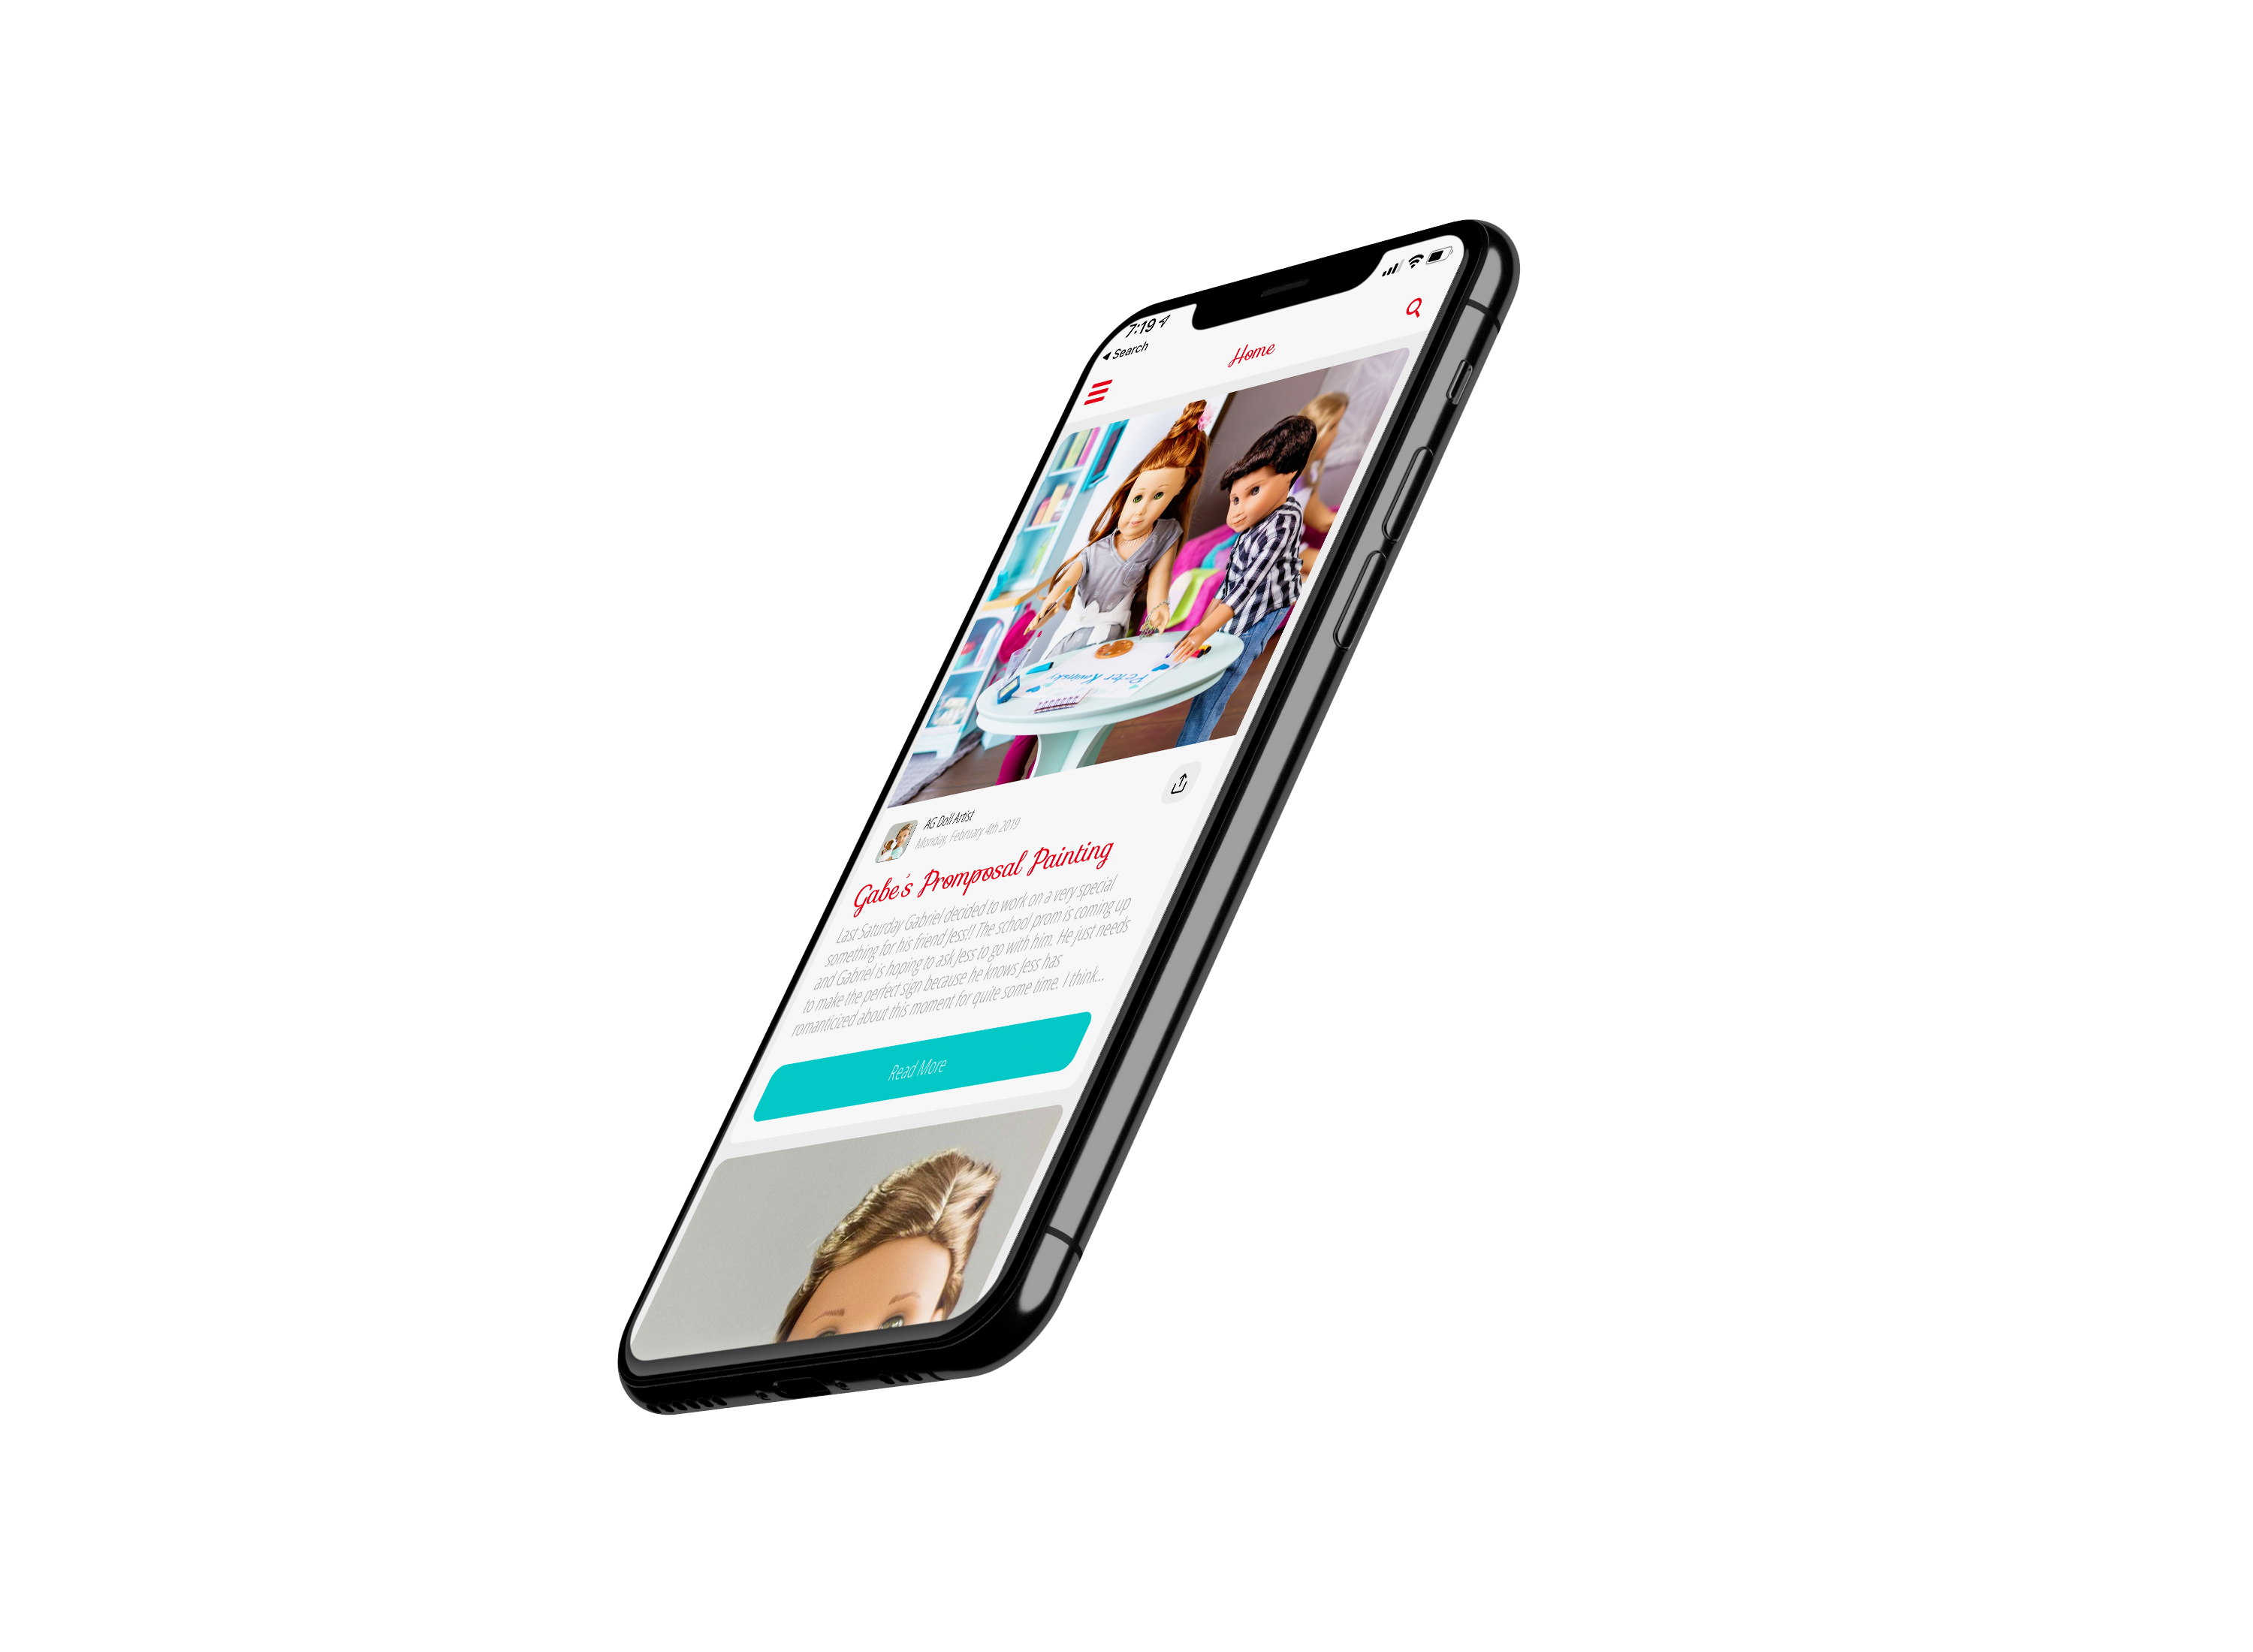 7:19
Search
Home
Peter Kavinsky
AG Doll Artist
Monday, February 4th 2019
Gabe's Promposal Painting
Last Saturday Gabriel decided to work on a very special
something for his friend Jess!! The school prom is coming up
and Gabriel is hoping to ask Jess to go with him. He just needs
to make the perfect sign because he knows Jess has
romanticized about this moment for quite some time. I think...
Read More